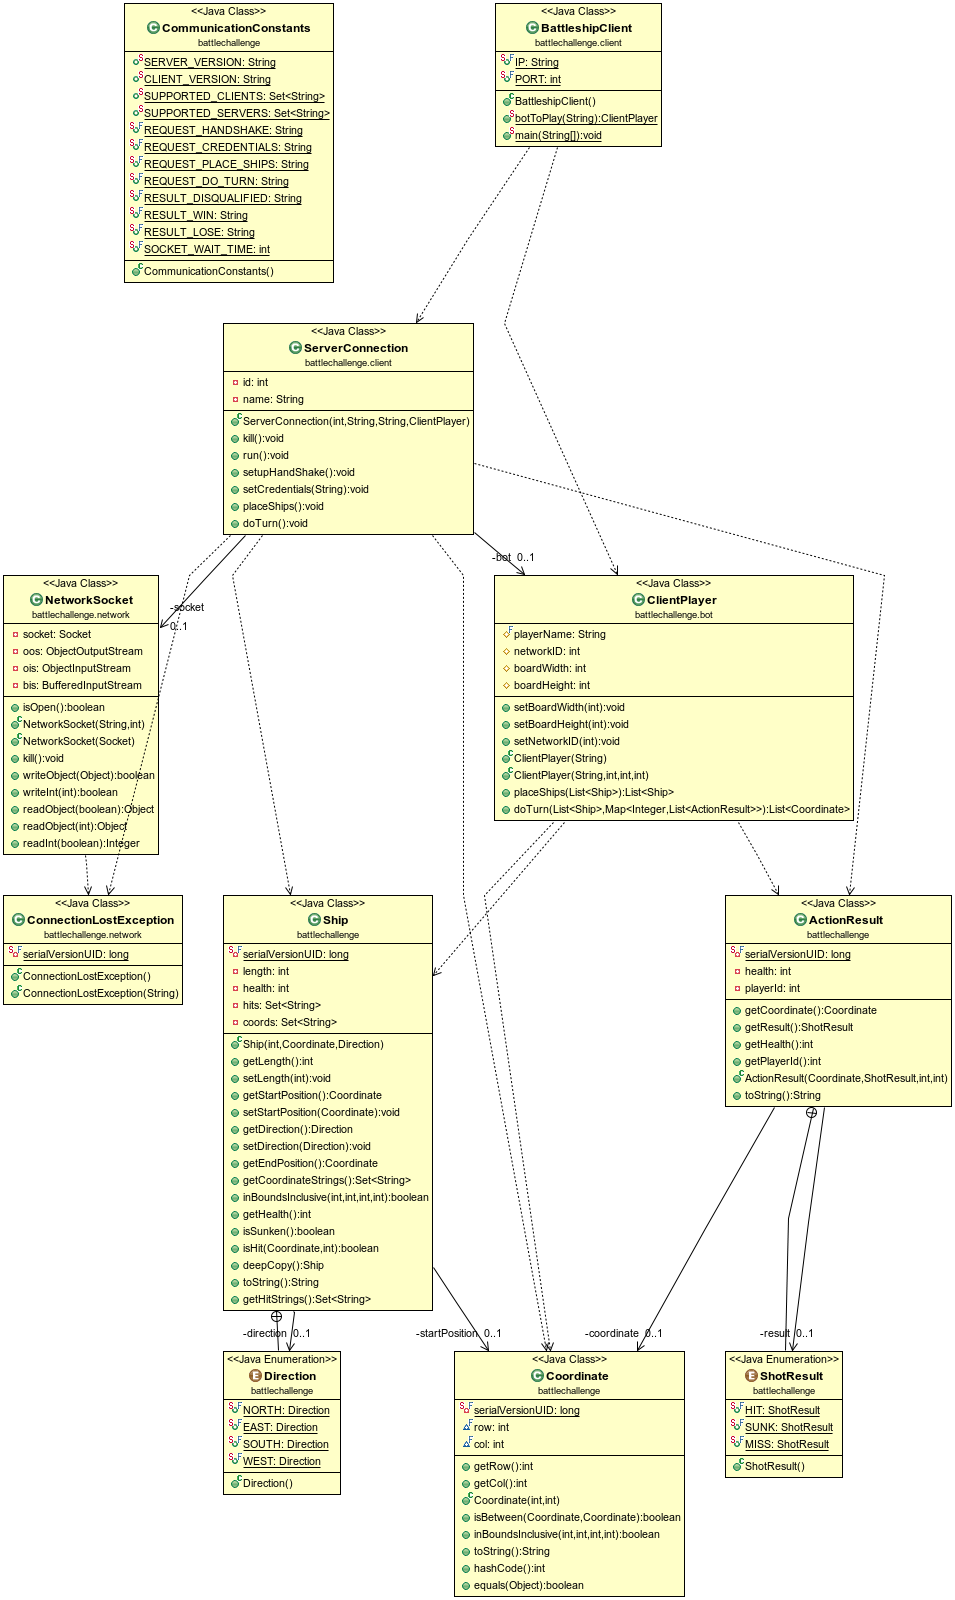 <<Java Class>>
CommunicationConstants
battlechallenge
SERVER_VERSION: String
CLIENT_VERSION: String
SUPPORTED_CLIENTS: Set<String>
SUPPORTED_SERVERS: Set<String>
REQUEST_HANDSHAKE: String
REQUEST_CREDENTIALS: String
REQUEST_PLACE_SHIPS: String
REQUEST_DO_TURN: String
RESULT_DISQUALIFIED: String
RESULT_WIN: String
RESULT_LOSE: String
SOCKET_WAIT_TIME: int
CommunicationConstants()
<<Java Class>>
BattleshipClient
battlechallenge.client
IP: String
PORT: int
BattleshipClient()
botToPlay(String):ClientPlayer
main(String[]):void
<<Java Class>>
ServerConnection
battlechallenge.client
id: int
name: String
ServerConnection(int,String,String,ClientPlayer)
kill():void
run():void
setupHandShake():void
setCredentials(String):void
placeShips():void
doTurn():void
-bot 0..1
-socket
0..1
<<Java Class>>
NetworkSocket
battlechallenge.network
socket: Socket
oos: ObjectOutputStream
ois: ObjectInputStream
bis: BufferedInputStream
isOpen():boolean
NetworkSocket(String,int)
NetworkSocket(Socket)
kill():void
writeObject(Object):boolean
writeInt(int):boolean
readObject(boolean):Object
readObject(int):Object
readInt(boolean):Integer
<<Java Class>>
ClientPlayer
battlechallenge.bot
playerName: String
networkID: int
boardWidth: int
boardHeight: int
setBoardWidth(int):void
setBoardHeight(int):void
setNetworkID(int):void
ClientPlayer(String)
ClientPlayer(String,int,int,int)
placeShips(List<Ship>):List<Ship>
doTurn(List<Ship>,Map<Integer,List<ActionResult>>):List<Coordinate>
<<Java Class>>
ConnectionLostException
battlechallenge.network
serialVersionUID: long
ConnectionLostException()
ConnectionLostException(String)
<<Java Class>>
Ship
battlechallenge
serialVersionUID: long
length: int
health: int
hits: Set<String>
coords: Set<String>
Ship(int,Coordinate,Direction)
getLength():int
setLength(int):void
getStartPosition():Coordinate
setStartPosition(Coordinate):void
getDirection():Direction
setDirection(Direction):void
getEndPosition():Coordinate
getCoordinateStrings():Set<String>
inBoundsInclusive(int,int,int,int):boolean
getHealth():int
isSunken():boolean
isHit(Coordinate,int):boolean
deepCopy():Ship
toString():String
getHitStrings():Set<String>
<<Java Class>>
ActionResult
battlechallenge
serialVersionUID: long
health: int
playerId: int
getCoordinate():Coordinate
getResult():ShotResult
getHealth():int
getPlayerId():int
ActionResult(Coordinate,ShotResult,int,int)
toString():String
-direction 0..1
-startPosition 0..1
-coordinate 0..1
-result 0..1
<<Java Enumeration>>
Direction
battlechallenge
NORTH: Direction
EAST: Direction
SOUTH: Direction
WEST: Direction
Direction()
<<Java Class>>
Coordinate
battlechallenge
serialVersionUID: long
row: int
col: int
getRow():int
getCol():int
Coordinate(int,int)
isBetween(Coordinate,Coordinate):boolean
inBoundsInclusive(int,int,int,int):boolean
toString():String
hashCode():int
equals(Object):boolean
<<Java Enumeration>>
ShotResult
battlechallenge
HIT: ShotResult
SUNK: ShotResult
MISS: ShotResult
ShotResult()